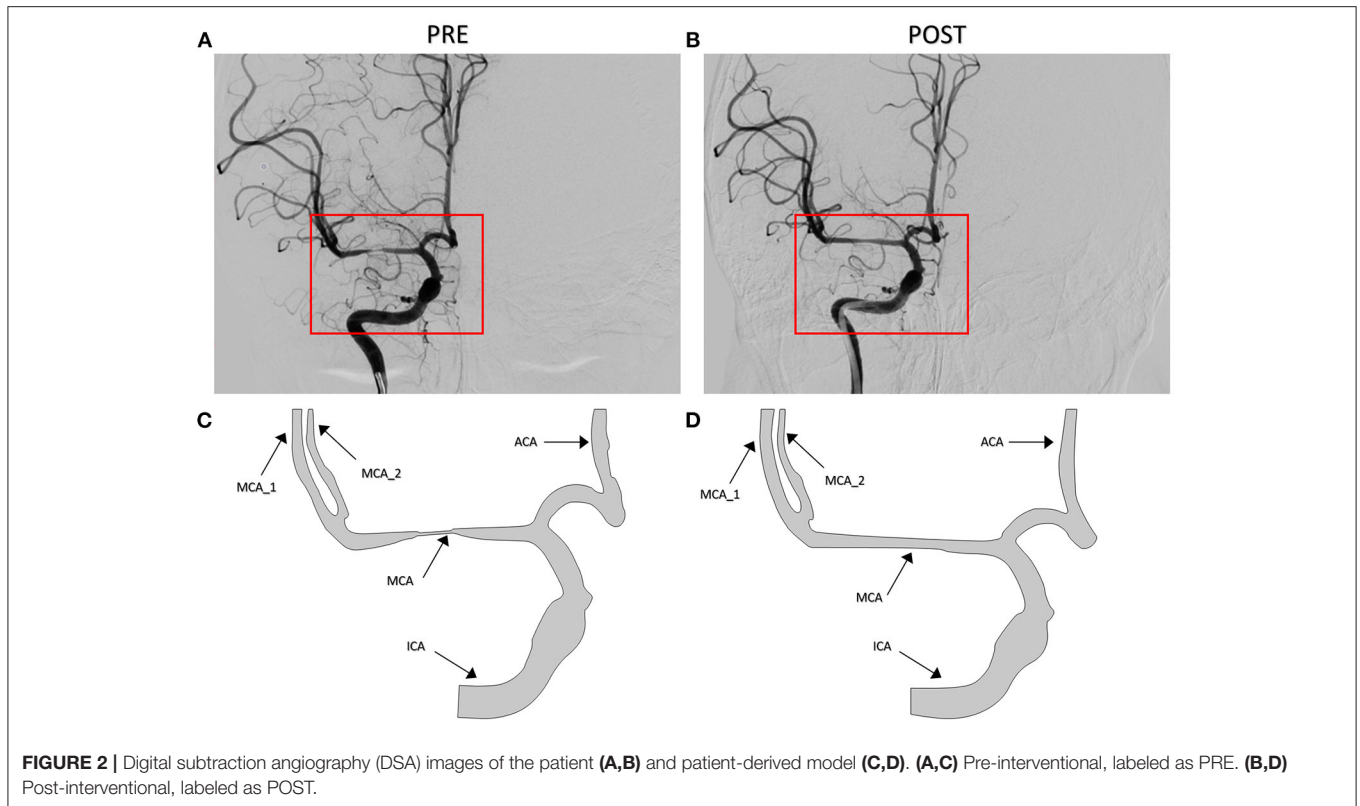 PRE
POST
A
B
C
MCA_1
MCA_2
MCA
ICA
ACA
D
MCA_1
MCA_2
MCA
ICA
ACA
FIGURE 2 | Digital subtraction angiography (DSA) images of the patient (A,B) and patient-derived model (C,D). (A,C) Pre-interventional, labeled as PRE. (B,D)
Post-interventional, labeled as POST.